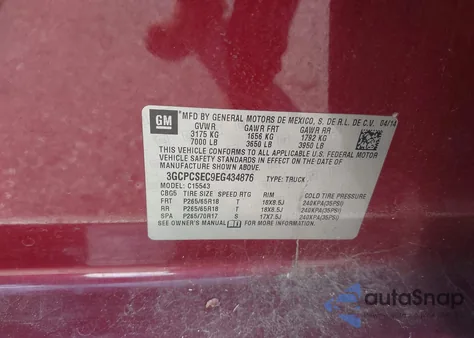 GM
MFD BY GENERAL MOTORS DE MEXICO, S. DE R.L. DE C.V. 04/14
GVWR GAWR FRT GAWR RR
3175 KG 1656 KG 1792 KG
7000 LB 3650 LB 3950 LB
THIS VEHICLE CONFORMS TO ALL APPLICABLE U.S. FEDERAL MOTOR
VEHICLE SAFETY AND THEFT PREVENTION STANDARDS IN EFFECT ON THE DATE OF
MANUFACTURE SHOWN ABOVE.
3GCPCSEC9EG434876 TYPE: TRUCK
MODEL: C15543
CBG5 TIRE SIZE SPEED RTG RIM COLD TIRE PRESSURE
FRT P265/65R18 T 18X8.5J 240KPA(35PSI)
RR P265/65R18 T 18X8.5J 240KPA(35PSI)
SPA P265/70R17 S 17X7.5J 240KPA(35PSI)
SEE OWNER'S MANUAL FOR MORE INFORMATION.
autoSnap